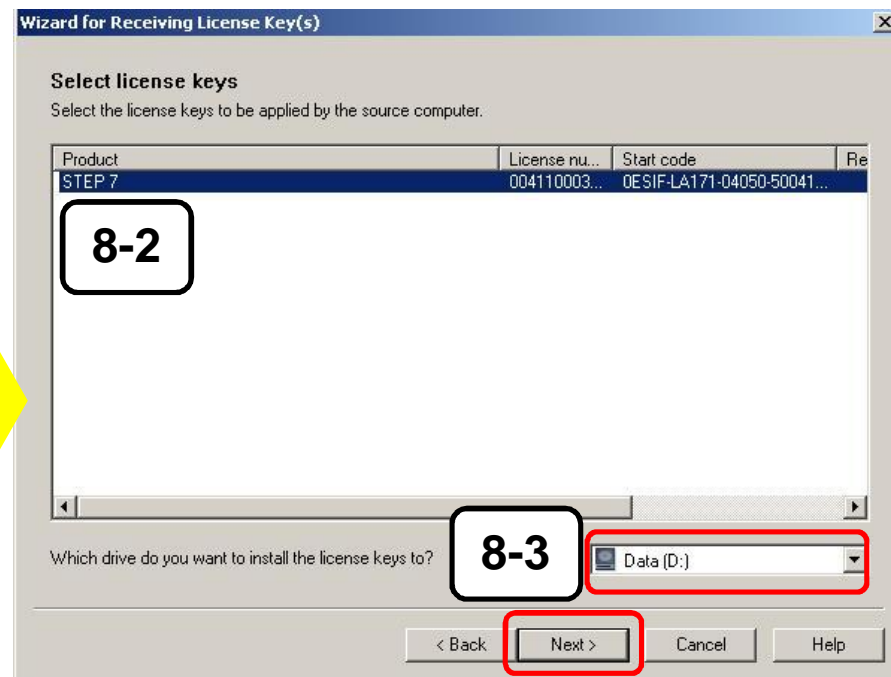 Wizard for Receiving License Key(s)
Select license keys
Select the license keys to be applied by the source computer.
Product License nu... Start code Re
STEP 7 004110003... 0ESIF-LA171-04050-50041...
8-2
Which drive do you want to install the license keys to? 8-3 Data (D:)
< Back Next > Cancel Help